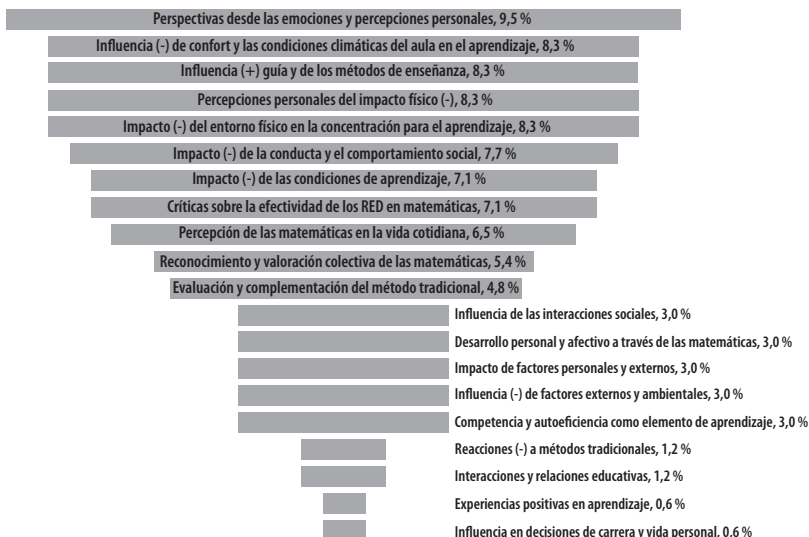 Perspectivas desde las emociones y percepciones personales, 9,5 %
Influencia (-) de confort y las condiciones climáticas del aula en el aprendizaje, 8,3 %
Influencia (+) guía y de los métodos de enseñanza, 8,3 %
Percepciones personales del impacto físico (-), 8,3 %
Impacto (-) del entorno físico en la concentración para el aprendizaje, 8,3 %
Impacto (-) de la conducta y el comportamiento social, 7,7 %
Impacto (-) de las condiciones de aprendizaje, 7,1 %
Críticas sobre la efectividad de los RED en matemáticas, 7,1 %
Percepción de las matemáticas en la vida cotidiana, 6,5 %
Reconocimiento y valoración colectiva de las matemáticas, 5,4 %
Evaluación y complementación del método tradicional, 4,8 %
Influencia de las interacciones sociales, 3,0 %
Desarrollo personal y afectivo a través de las matemáticas, 3,0 %
Impacto de factores personales y externos, 3,0 %
Influencia (-) de factores externos y ambientales, 3,0 %
Competencia y autoeficiencia como elemento de aprendizaje, 3,0 %
Reacciones (-) a métodos tradicionales, 1,2 %
Interacciones y relaciones educativas, 1,2 %
Experiencias positivas en aprendizaje, 0,6 %
Influencia en decisiones de carrera y vida personal, 0,6 %